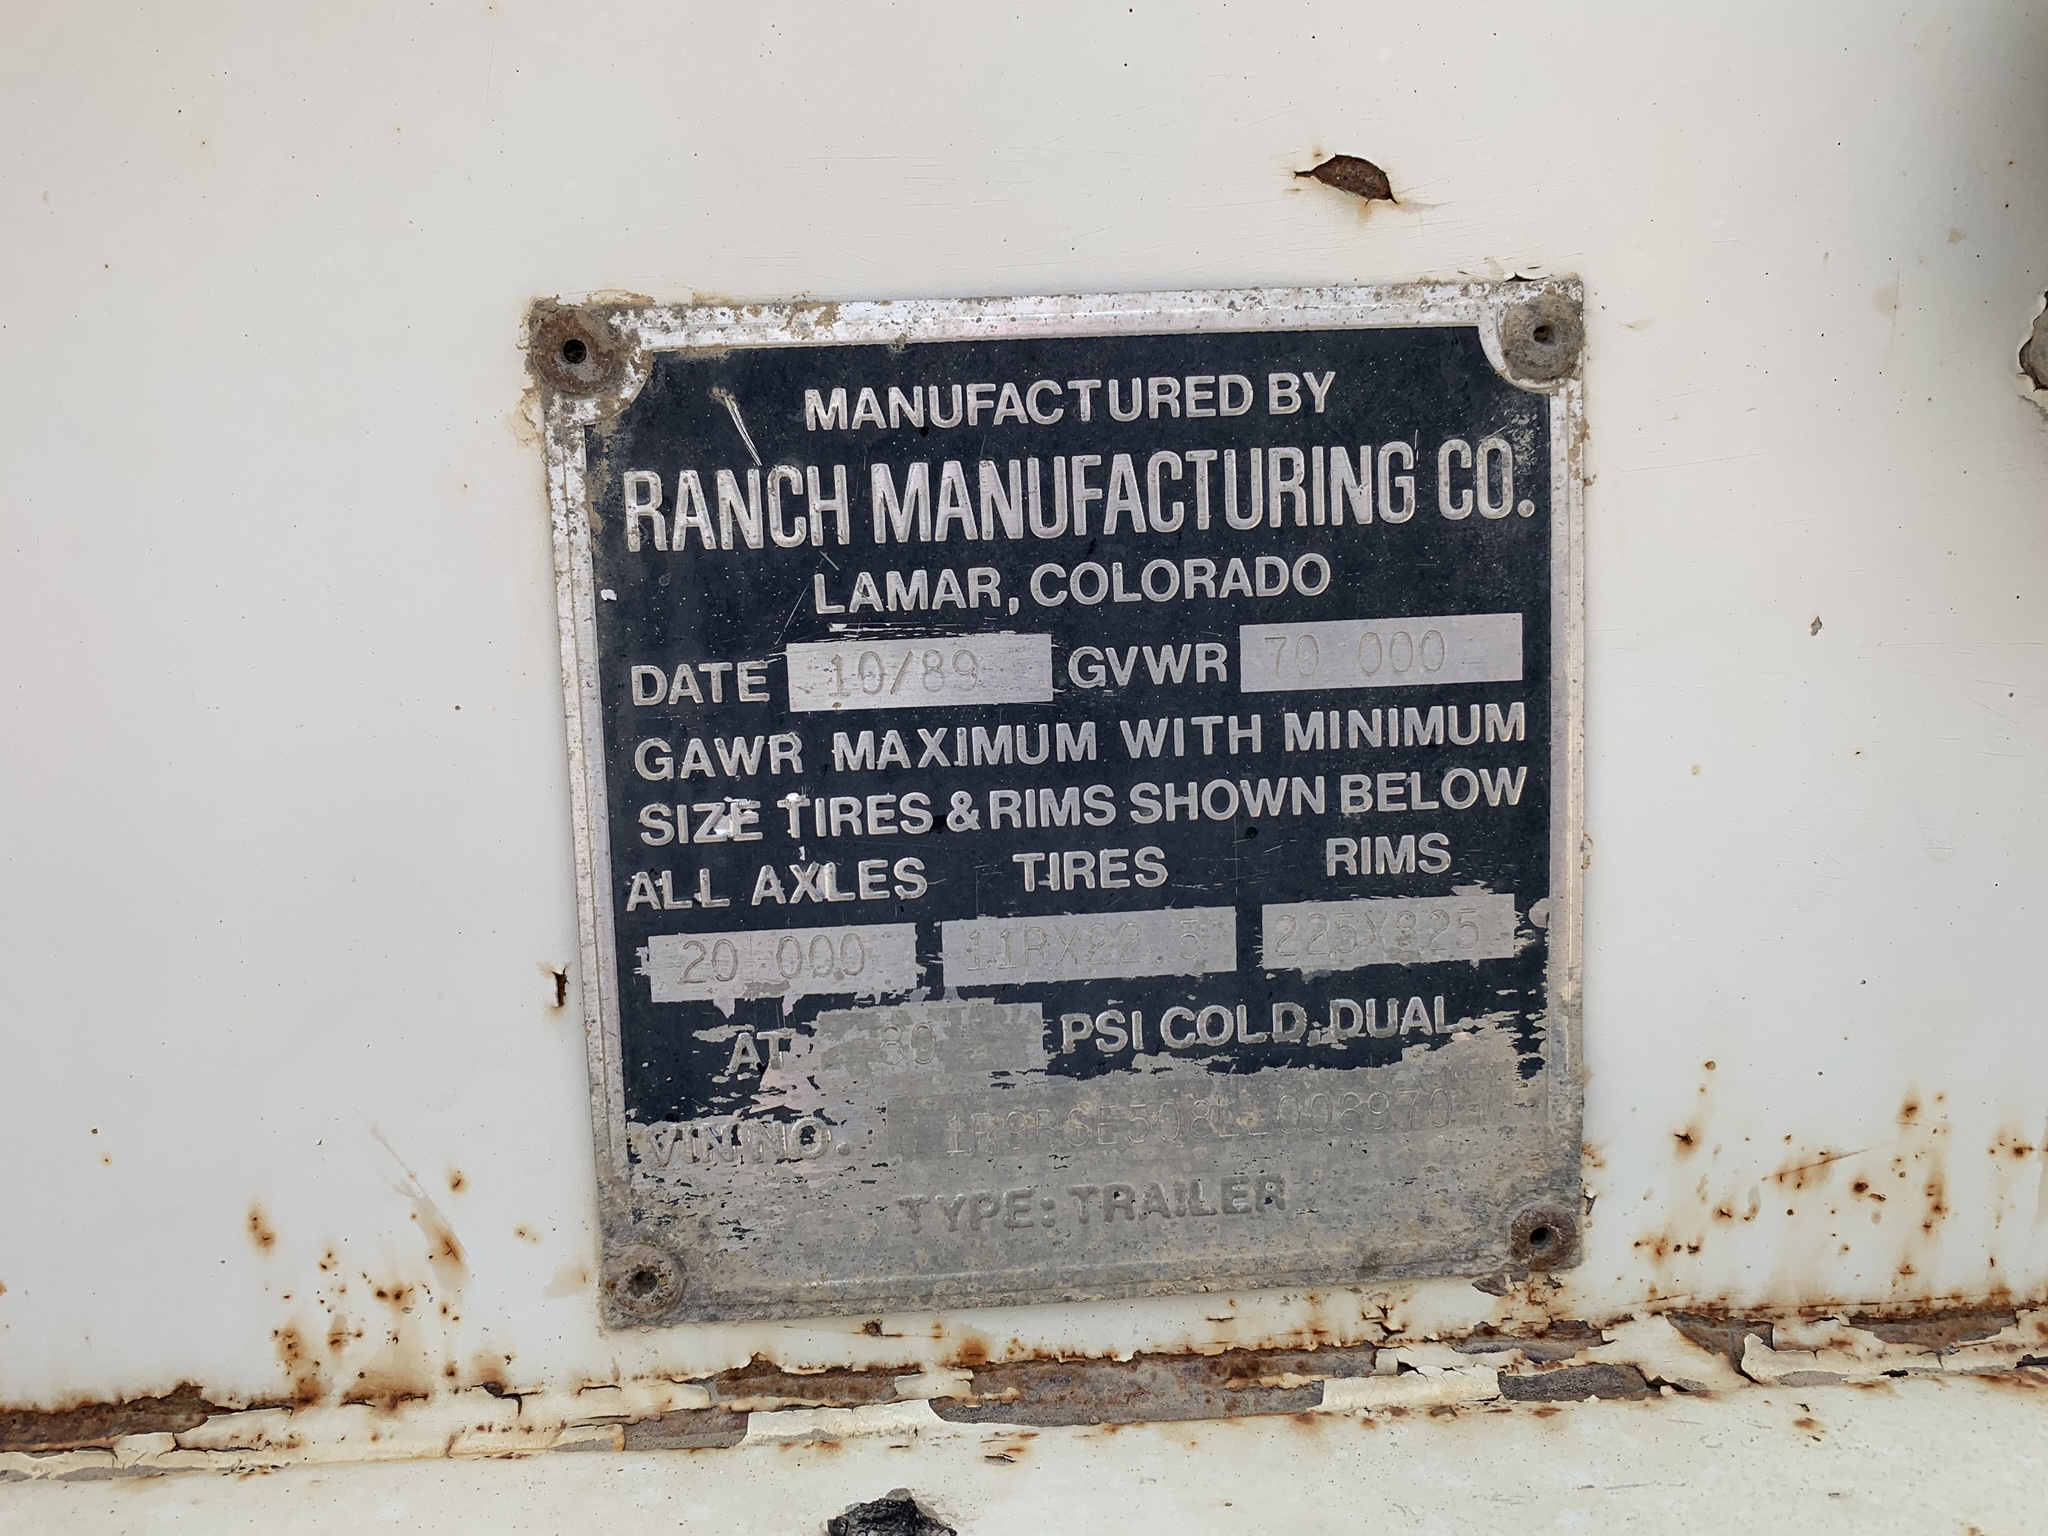 MANUFACTURED BY
RANCH MANUFACTURING CO.
LAMAR, COLORADO
DATE 10/89 GVWR 70 000
GAWR MAXIMUM WITH MINIMUM
SIZE TIRES & RIMS SHOWN BELOW
ALL AXLES TIRES RIMS
20 000 11RX22.5 225X825
AT PSI COLD, DUAL
VIN NO.
TYPE: TRAILER